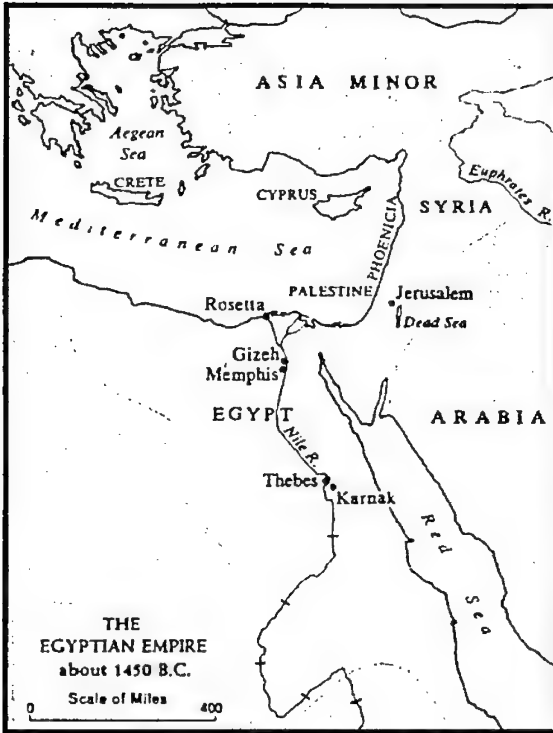 ASIA MINOR
Aegean
Sea
CRETE
CYPRUS
SYRIA
Euphrates R.
Mediterranean Sea
PHOENICIA
PALESTINE
Jerusalem
Rosetta
Dead Sea
Gizeh
Memphis
EGYPT
ARABIA
Nile R.
Thebes
Karnak
Red
Sea
THE
EGYPTIAN EMPIRE
about 1450 B.C.
Scale of Miles
0 400